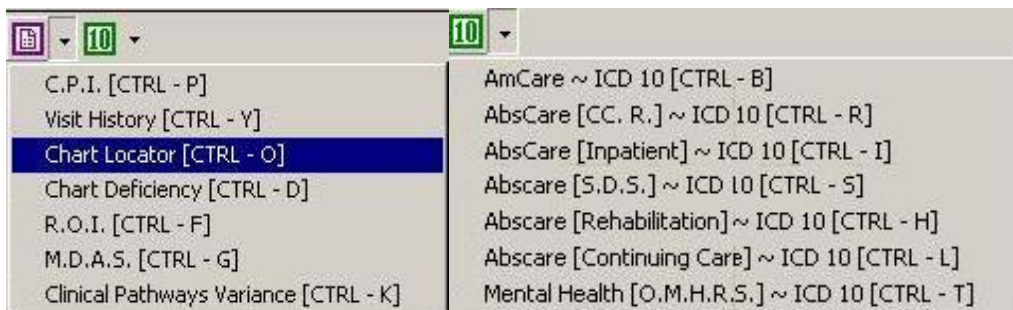 10
C.P.I. [CTRL - P]
Visit History [CTRL - Y]
Chart Locator [CTRL - O]
Chart Deficiency [CTRL - D]
R.O.I. [CTRL - F]
M.D.A.S. [CTRL - G]
Clinical Pathways Variance [CTRL - K]
10
AmCare ~ ICD 10 [CTRL - B]
AbsCare [CC. R.] ~ ICD 10 [CTRL - R]
AbsCare [Inpatient] ~ ICD 10 [CTRL - I]
Abscare [S.D.S.] ~ ICD 10 [CTRL - S]
Abscare [Rehabilitation] ~ ICD 10 [CTRL - H]
Abscare [Continuing Care] ~ ICD 10 [CTRL - L]
Mental Health [O.M.H.R.S.] ~ ICD 10 [CTRL - T]